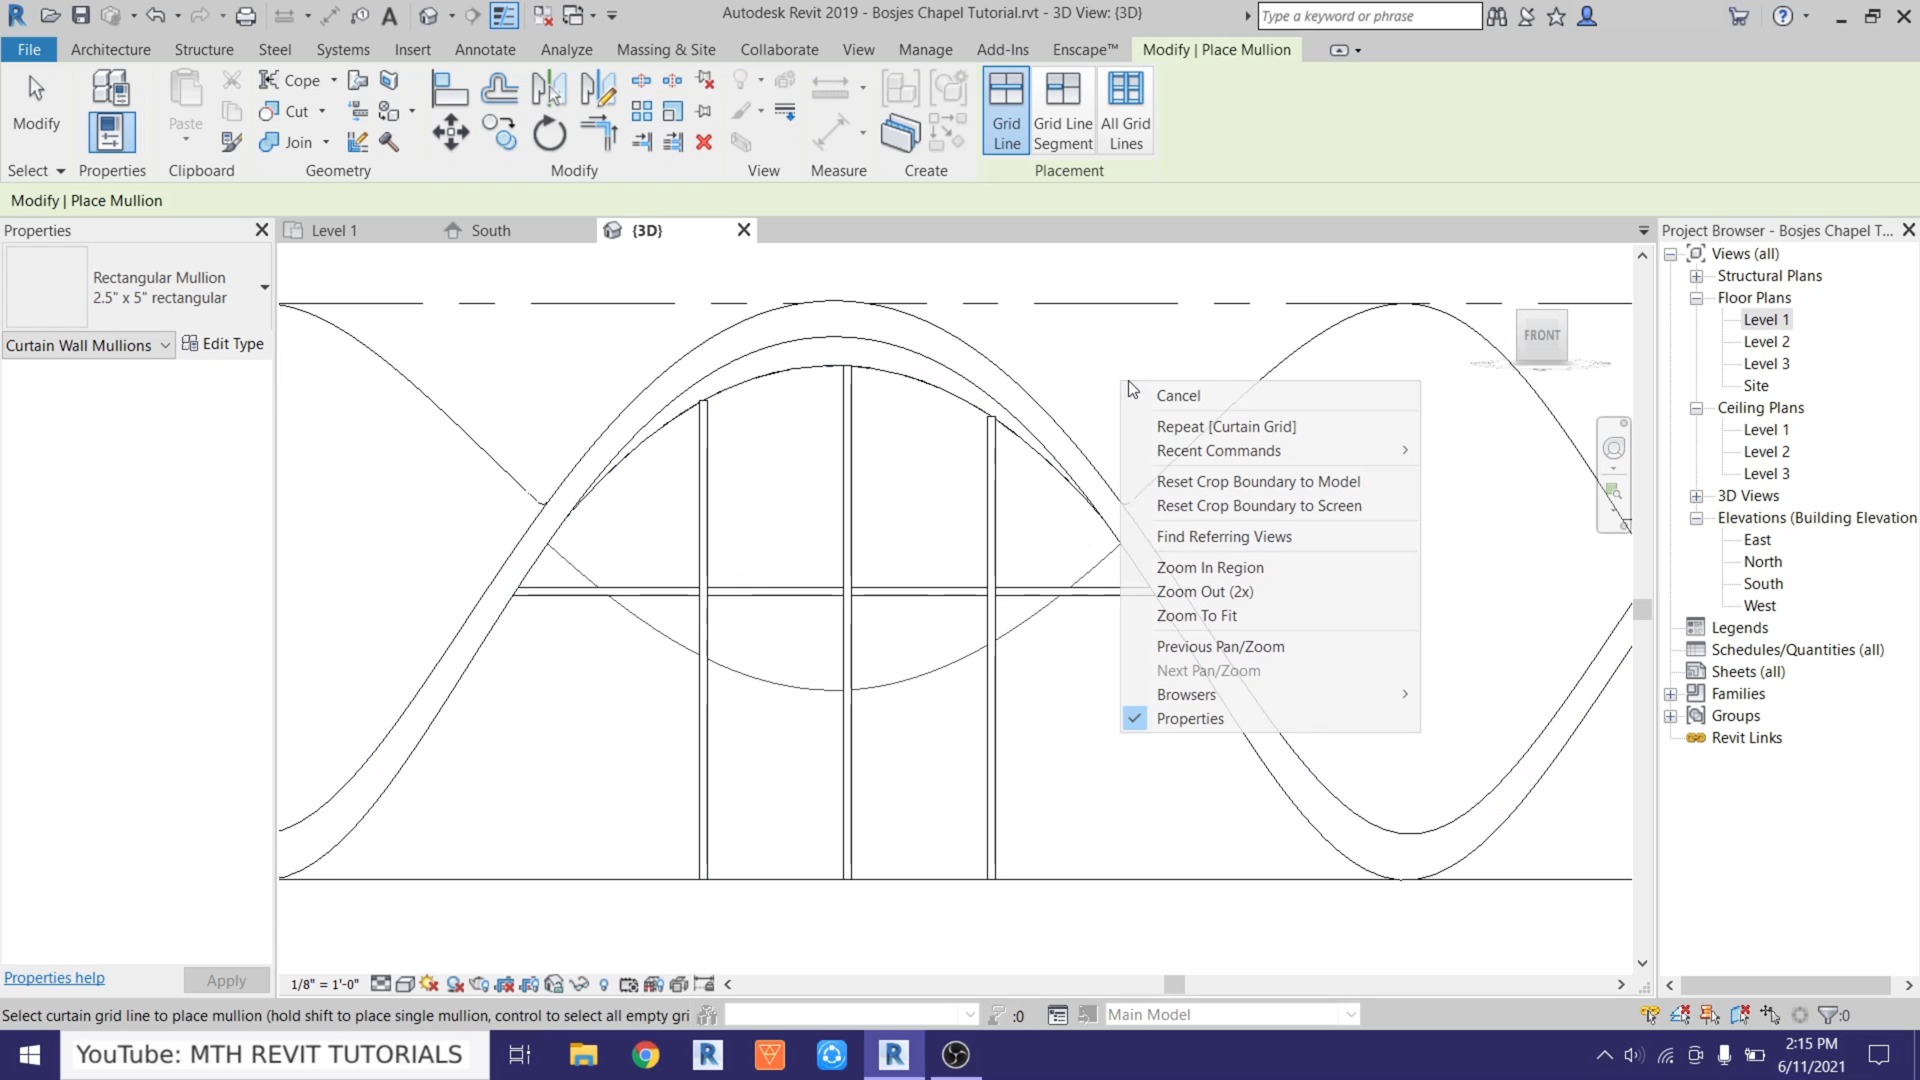 Autodesk Revit 2019 - Bosjes Chapel Tutorial.rvt - 3D View: {3D}
Type a keyword or phrase
File
Architecture
Structure
Steel
Systems
Insert
Annotate
Analyze
Massing & Site
Collaborate
View
Manage
Add-Ins
Enscape™
Modify | Place Mullion
Modify
Paste
Cope
Cut
Join
Grid Line
Grid Line Segment
All Grid Lines
Select
Properties
Clipboard
Geometry
Modify
View
Measure
Create
Placement
Modify | Place Mullion
Properties
Level 1
South
{3D}
Project Browser - Bosjes Chapel T...
Rectangular Mullion
2.5" x 5" rectangular
Curtain Wall Mullions
Edit Type
FRONT
Cancel
Repeat [Curtain Grid]
Recent Commands
Reset Crop Boundary to Model
Reset Crop Boundary to Screen
Find Referring Views
Zoom In Region
Zoom Out (2x)
Zoom To Fit
Previous Pan/Zoom
Next Pan/Zoom
Browsers
Properties
Views (all)
Structural Plans
Floor Plans
Level 1
Level 2
Level 3
Site
Ceiling Plans
Level 1
Level 2
Level 3
3D Views
Elevations (Building Elevation
East
North
South
West
Legends
Schedules/Quantities (all)
Sheets (all)
Families
Groups
Revit Links
Properties help
Apply
1/8" = 1'-0"
Select curtain grid line to place mullion (hold shift to place single mullion, control to select all empty gri
:0
Main Model
:0
YouTube: MTH REVIT TUTORIALS
2:15 PM
6/11/2021